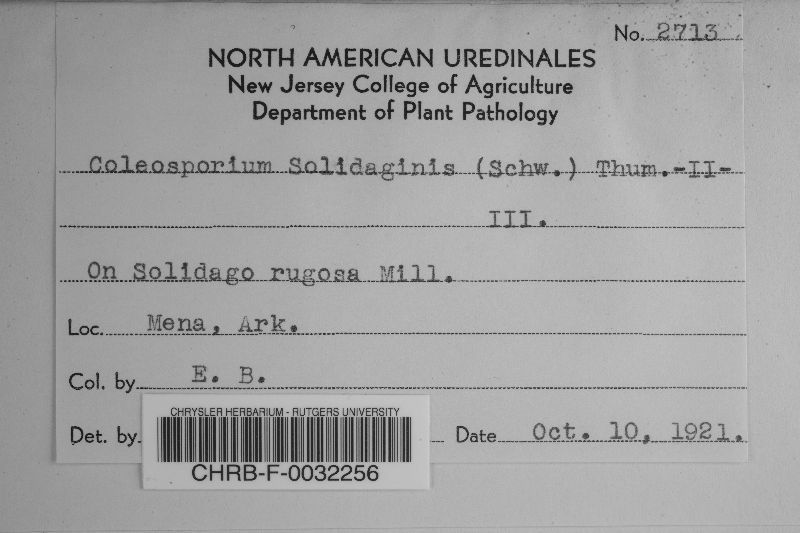 No. 2713
NORTH AMERICAN UREDINALES
New Jersey College of Agriculture
Department of Plant Pathology
Coleosporium Solidaginis (Schw.) Thum.-II-
III.
On Solidago rugosa Mill.
Loc. Mena, Ark.
Col. by E. B.
Det. by Date Oct. 10, 1921.
CHRYSLER HERBARIUM - RUTGERS UNIVERSITY
CHRB-F-0032256